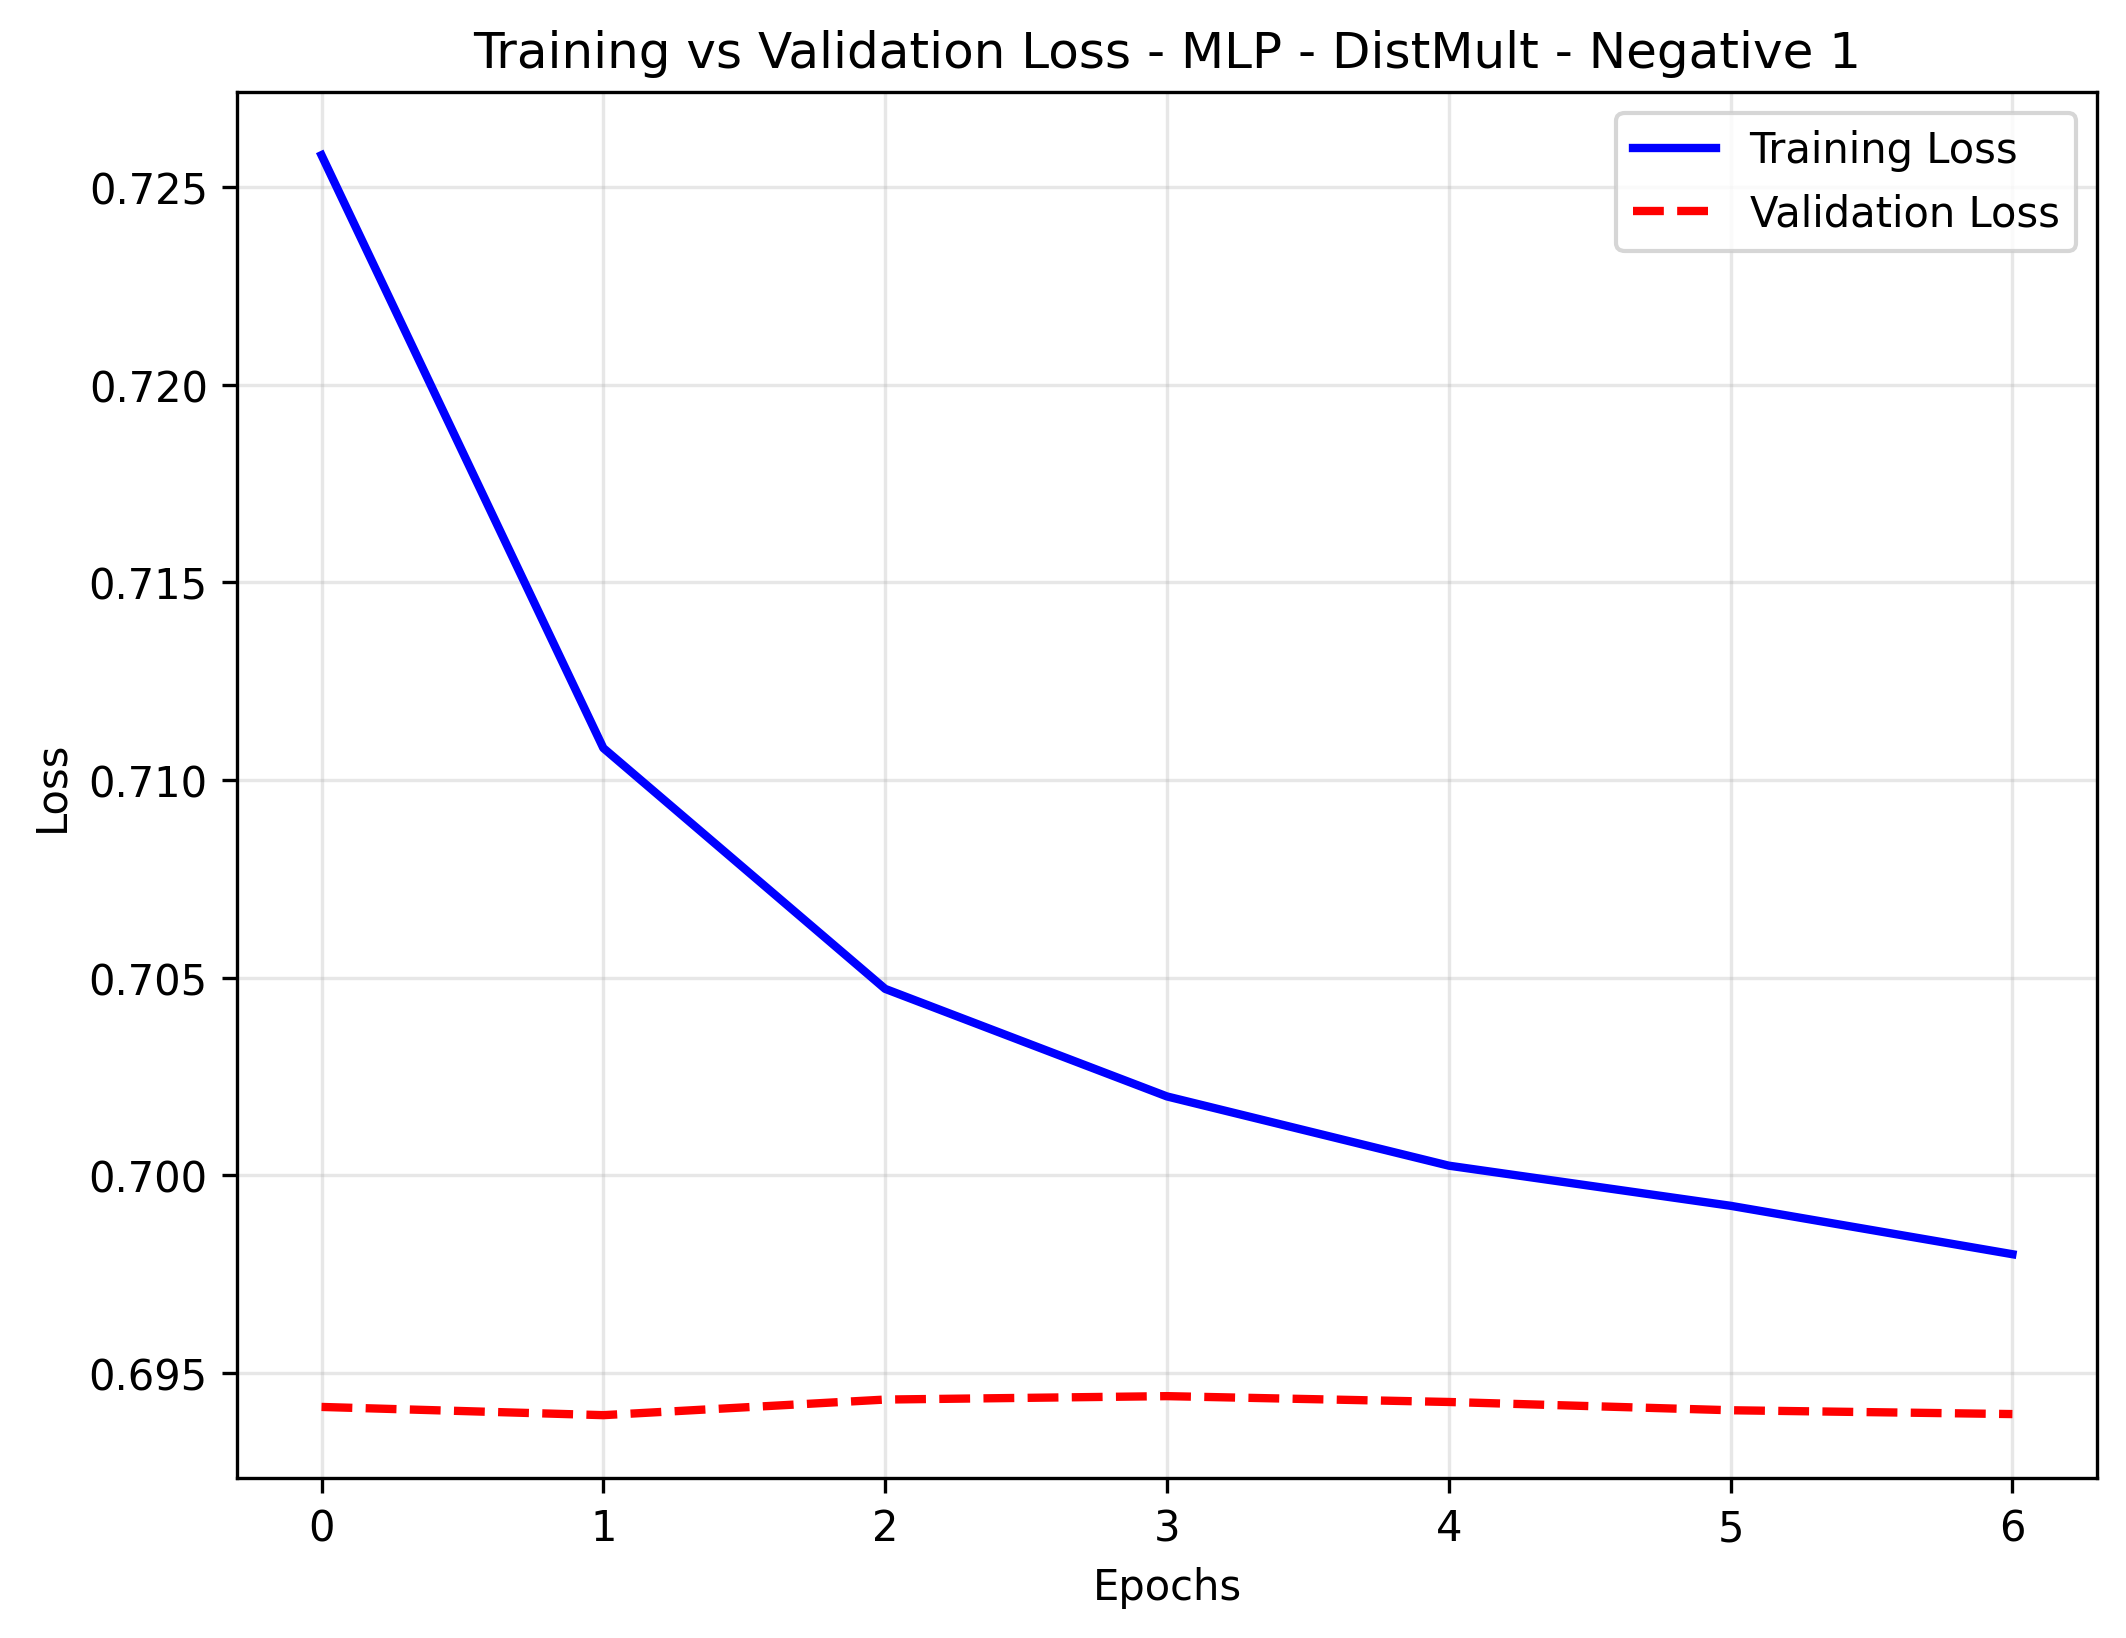 Training vs Validation Loss - MLP - DistMult - Negative 1
Training Loss
Validation Loss
Loss
0.725
0.720
0.715
0.710
0.705
0.700
0.695
0 1 2 3 4 5 6
Epochs